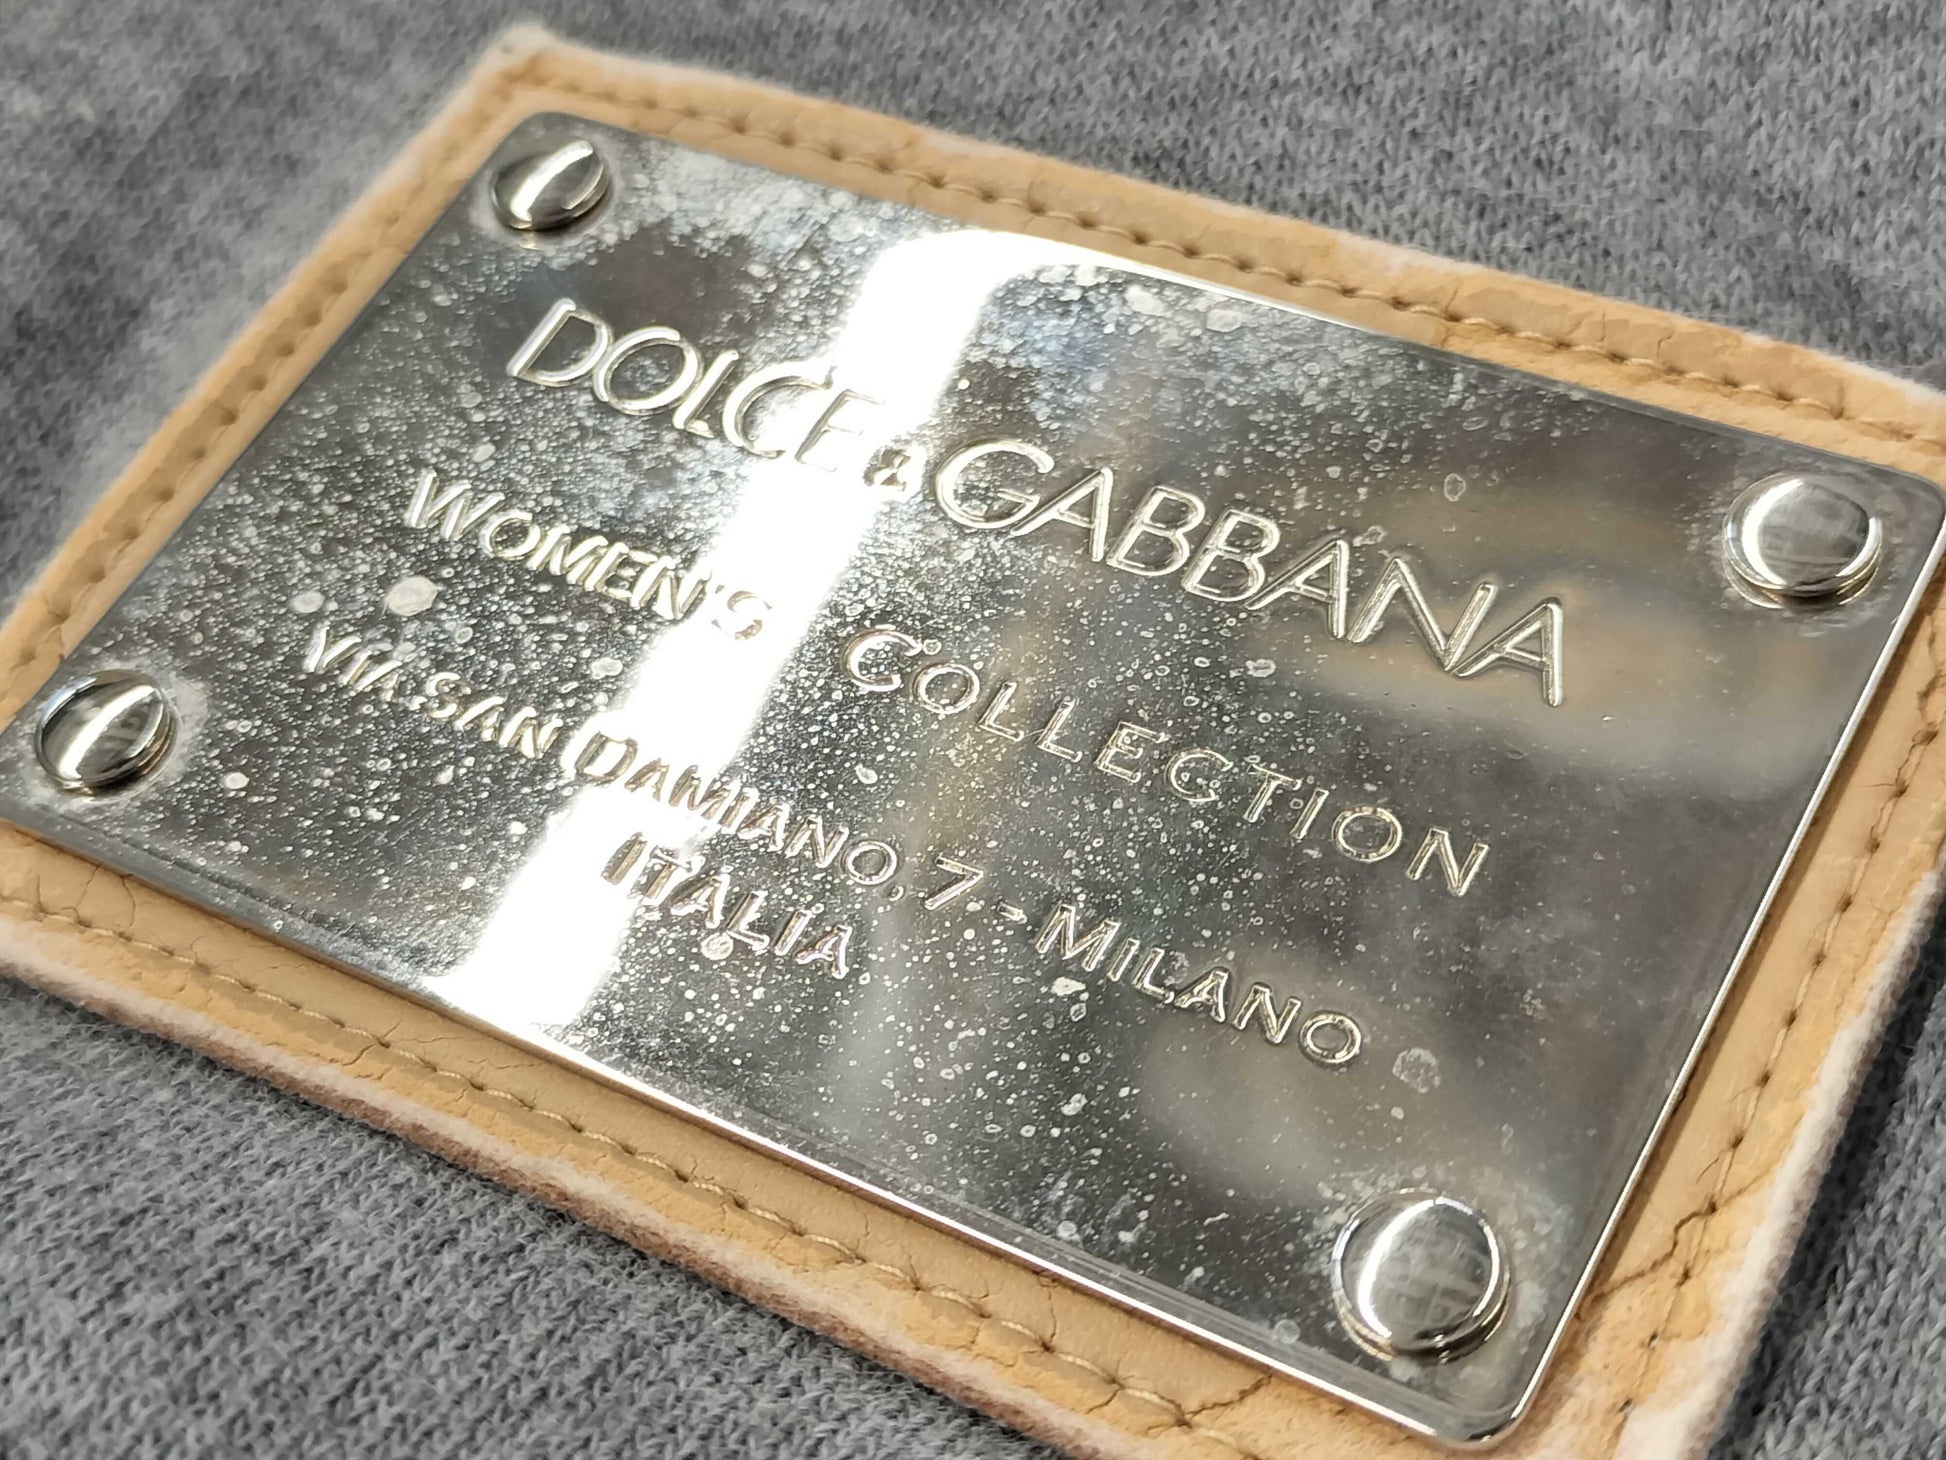 DOLCE & GABBANA
WOMEN'S COLLECTION
VIA SAN DAMIANO, 7 - MILANO
ITALIA